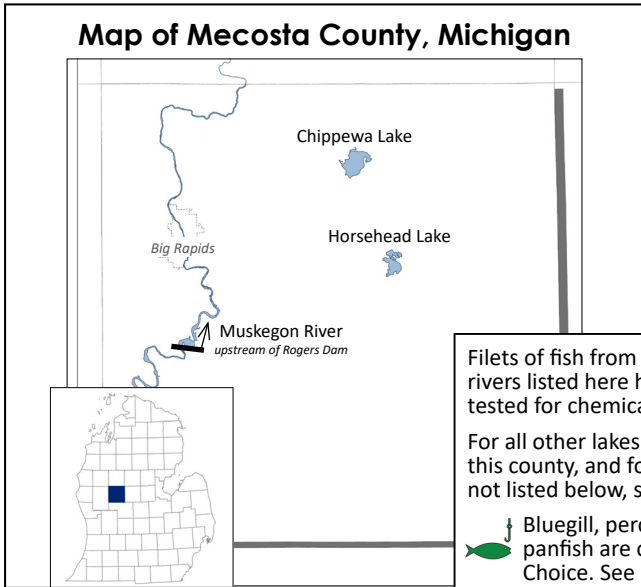 Map of Mecosta County, Michigan
Chippewa Lake
Horsehead Lake
Big Rapids
Muskegon River
upstream of Rogers Dam
Filets of fish from
rivers listed here h
tested for chemica
For all other lakes
this county, and fo
not listed below, s
Bluegill, perc
panfish are c
Choice. See